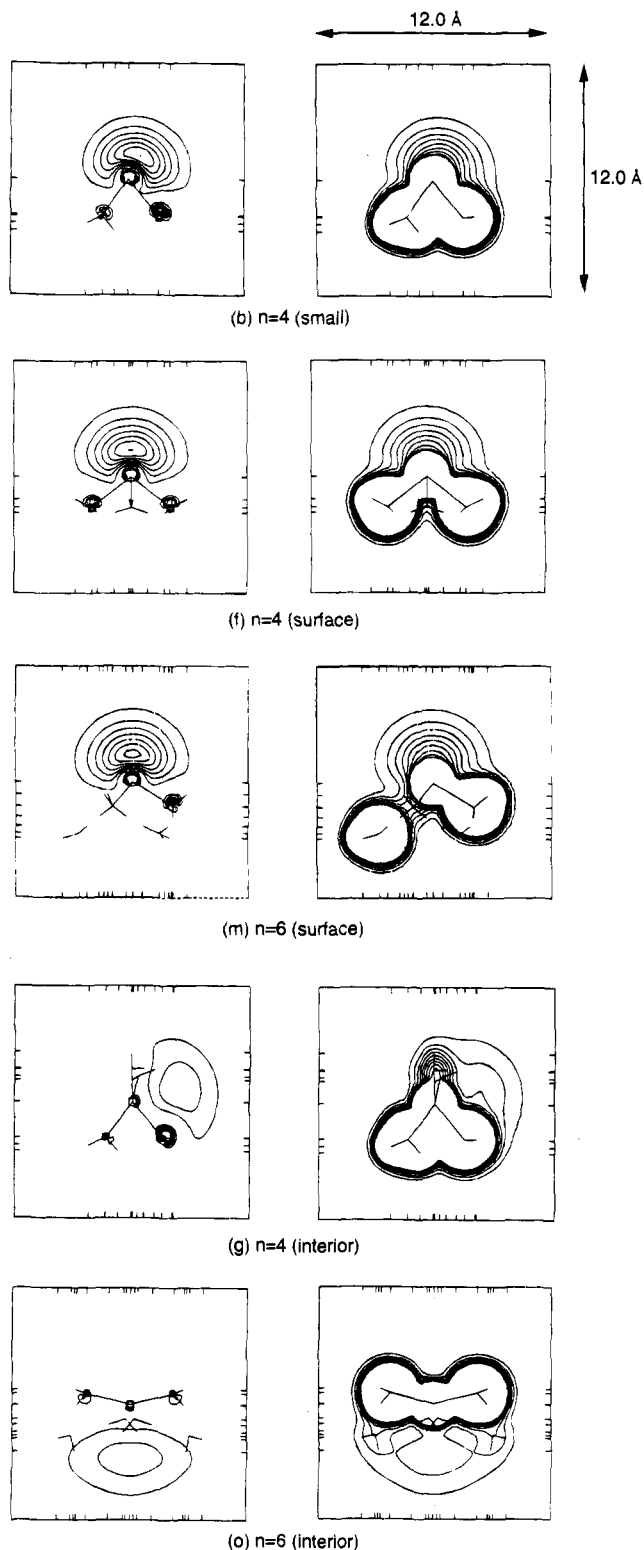 12.0 Å
12.0 Å
(b) n=4 (small)
(f) n=4 (surface)
(m) n=6 (surface)
(g) n=4 (interior)
(o) n=6 (interior)